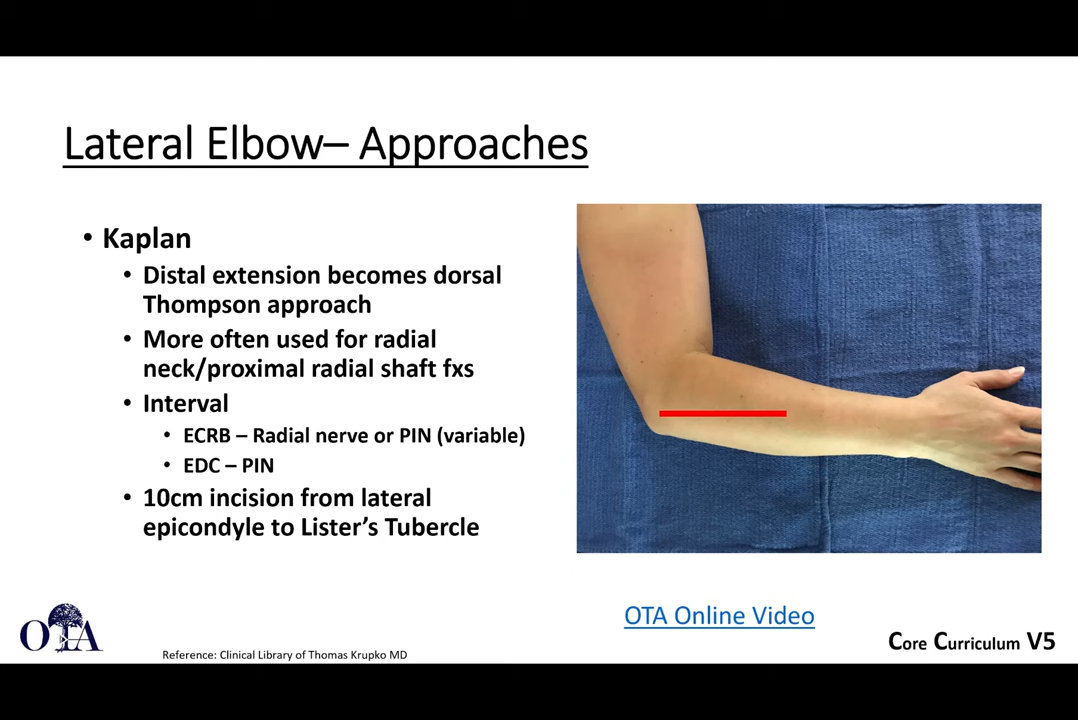 Lateral Elbow– Approaches
• Kaplan
• Distal extension becomes dorsal
Thompson approach
• More often used for radial
neck/proximal radial shaft fxs
• Interval
• ECRB – Radial nerve or PIN (variable)
• EDC – PIN
• 10cm incision from lateral
epicondyle to Lister's Tubercle
OTA Online Video
OTA
Reference: Clinical Library of Thomas Krupko MD
Core Curriculum V5